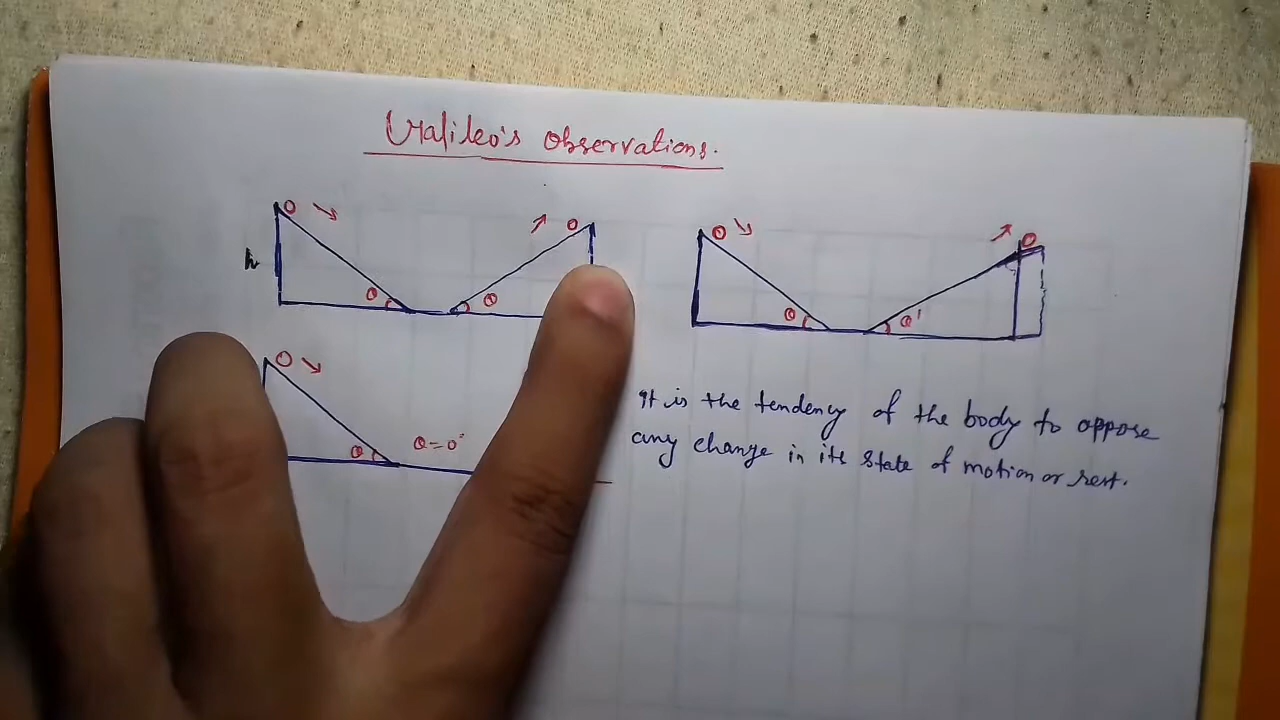 Galileo's observations.
h
θ
θ
θ
θ'
θ
θ=0°
It is the tendency of the body to oppose
any change in its state of motion or rest.